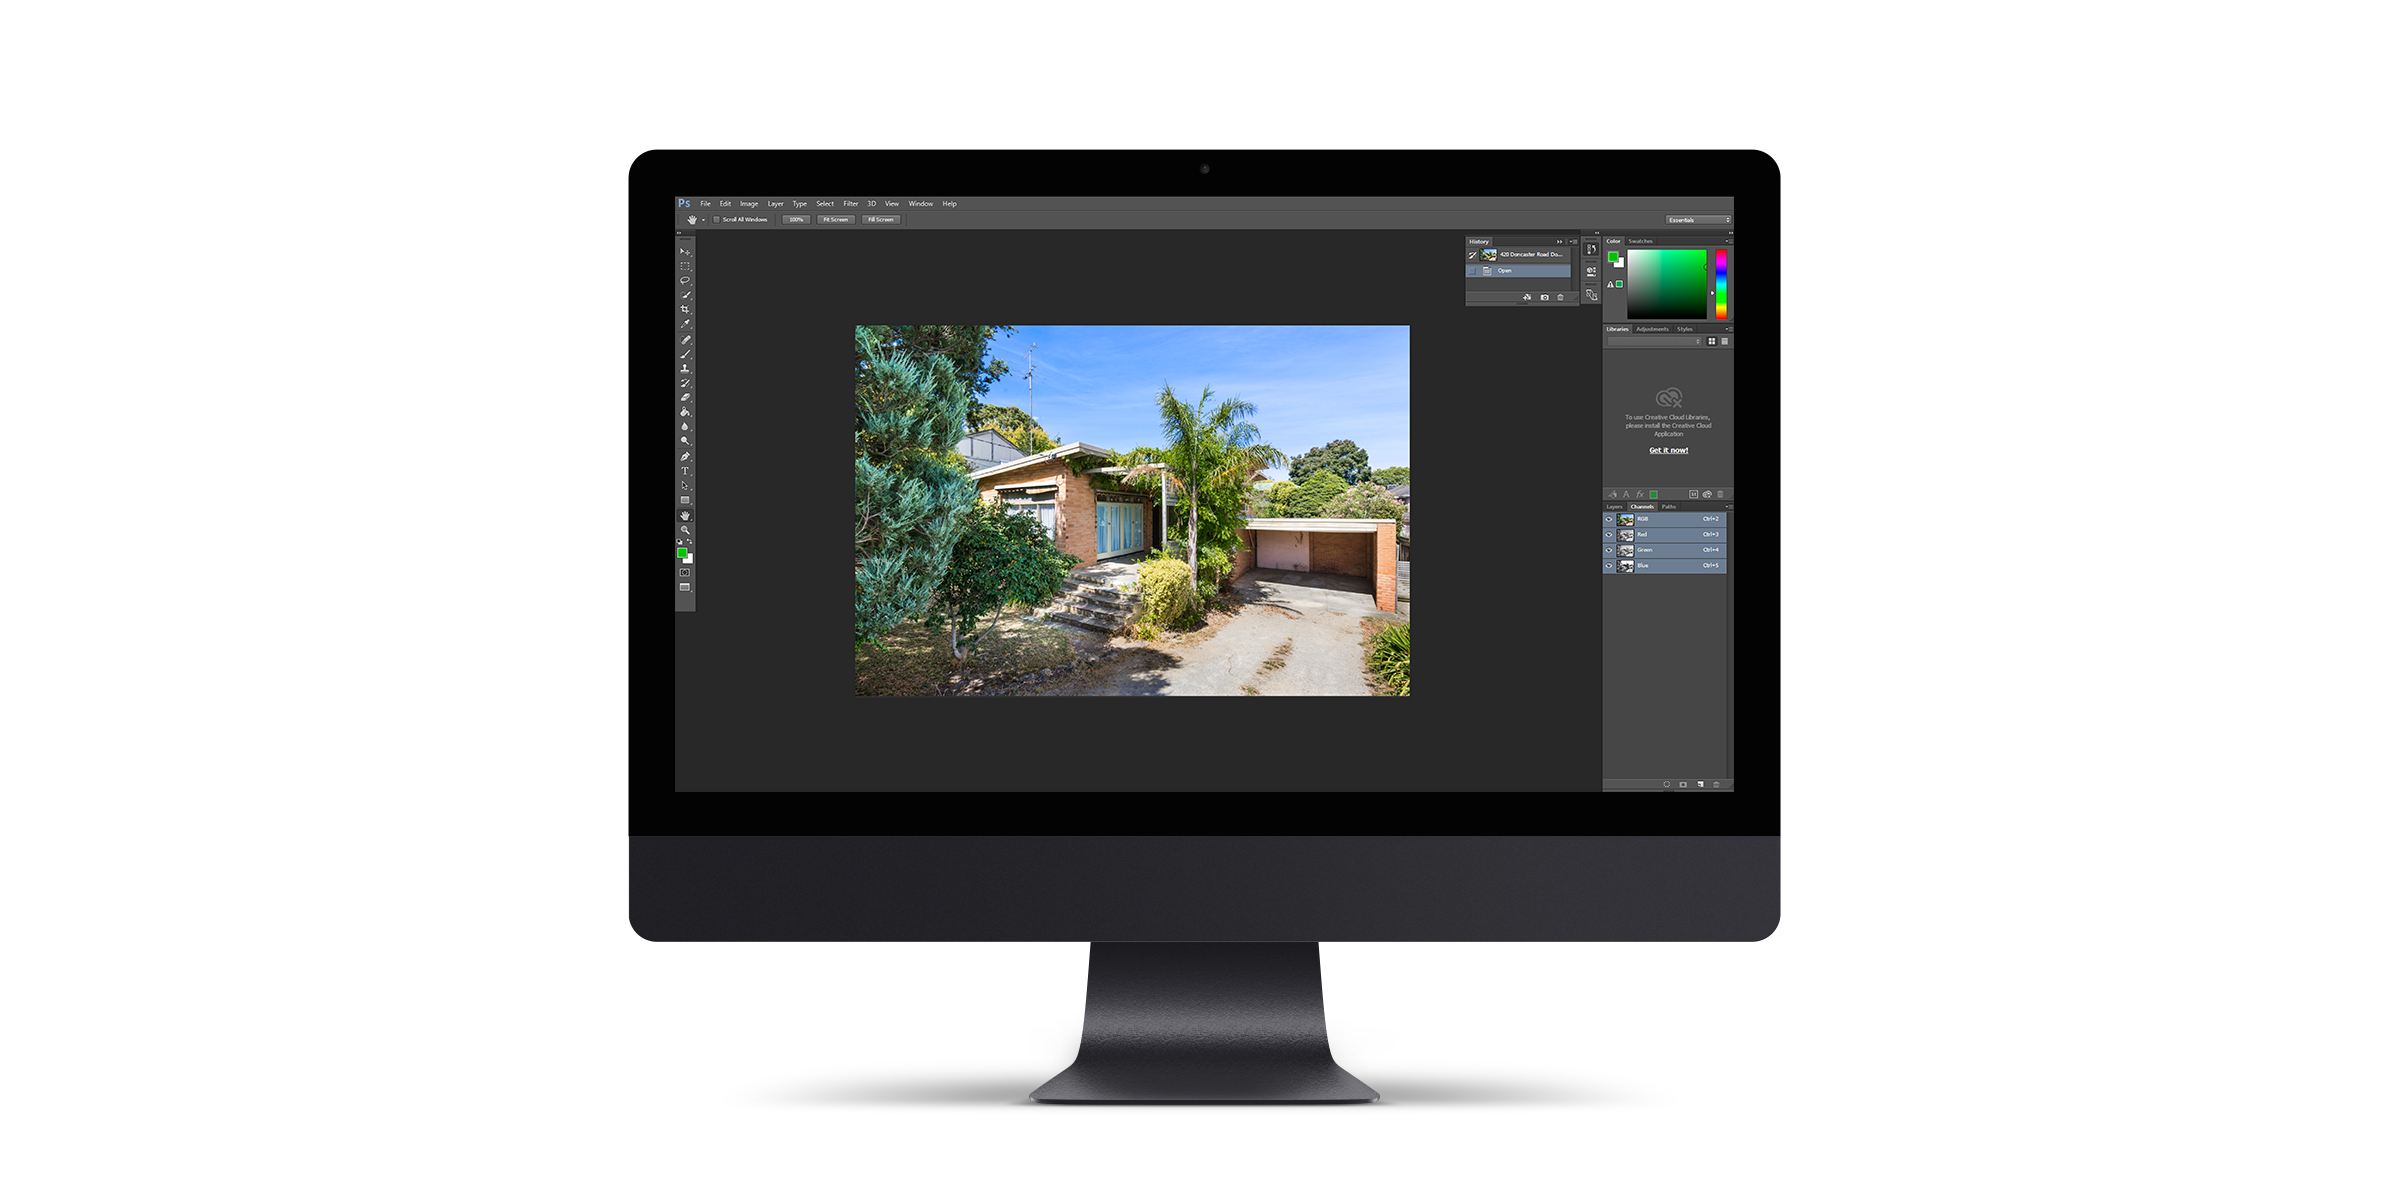 Ps File Edit Image Layer Type Select Filter 3D View Window Help
Scroll All Windows 100% Fit Screen Fill Screen Essentials
History
420 Doncaster Road Do...
Open
Color Swatches
Libraries Adjustments Styles
To use Creative Cloud Libraries,
please install the Creative Cloud
Application
Get it now!
Layers Channels Paths
RGB Ctrl+2
Red Ctrl+3
Green Ctrl+4
Blue Ctrl+5